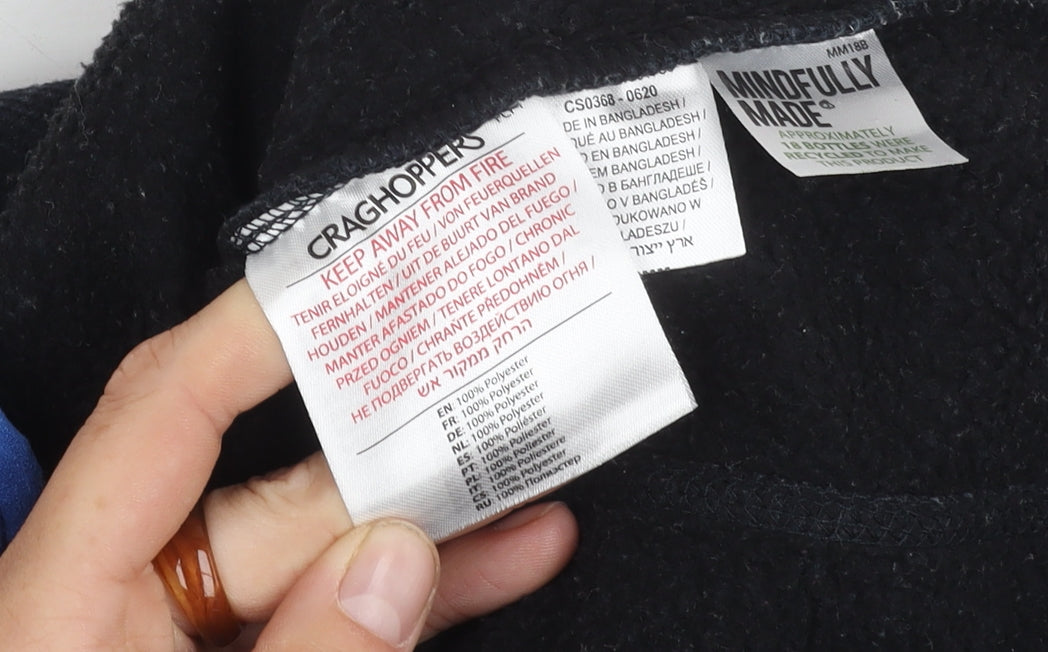 CRAGHOPPERS
KEEP AWAY FROM FIRE
TENIR ELOIGNÉ DU FEU / VON FEUERQUELLEN
FERNHALTEN / UIT DE BUURT VAN BRAND
HOUDEN / MANTENER ALEJADO DEL FUEGO /
MANTER AFASTADO DO FOGO / CHRONIC
PRZED OGNIEM / TENERE LONTANO DAL
FUOCO / CHRAŇTE PŘEDOHNĚM /
НЕ ПОДВЕРГАТЬ ВОЗДЕЙСТВИЮ ОГНЯ /
הרחק ממקור אש
EN: 100% Polyester
FR: 100% Polyester
DE: 100% Polyester
NL: 100% Polyester
ES: 100% Poliéster
PT: 100% Poliéster
PL: 100% Poliester
IT: 100% Poliestere
CS: 100% Polyester
RU: 100% Полиэстер
CS0368 - 0620
DE IN BANGLADESH /
QUÉ AU BANGLADESH /
O EN BANGLADESH /
EM BANGLADESH /
О В БАНГЛАДЕШЕ /
O V BANGLADÉŠ /
DUKOWANO W
LADESZU /
ארץ ייצור
MM18B
MINDFULLY
MADE
APPROXIMATELY
18 BOTTLES WERE
RECYCLED TO MAKE
THIS PRODUCT